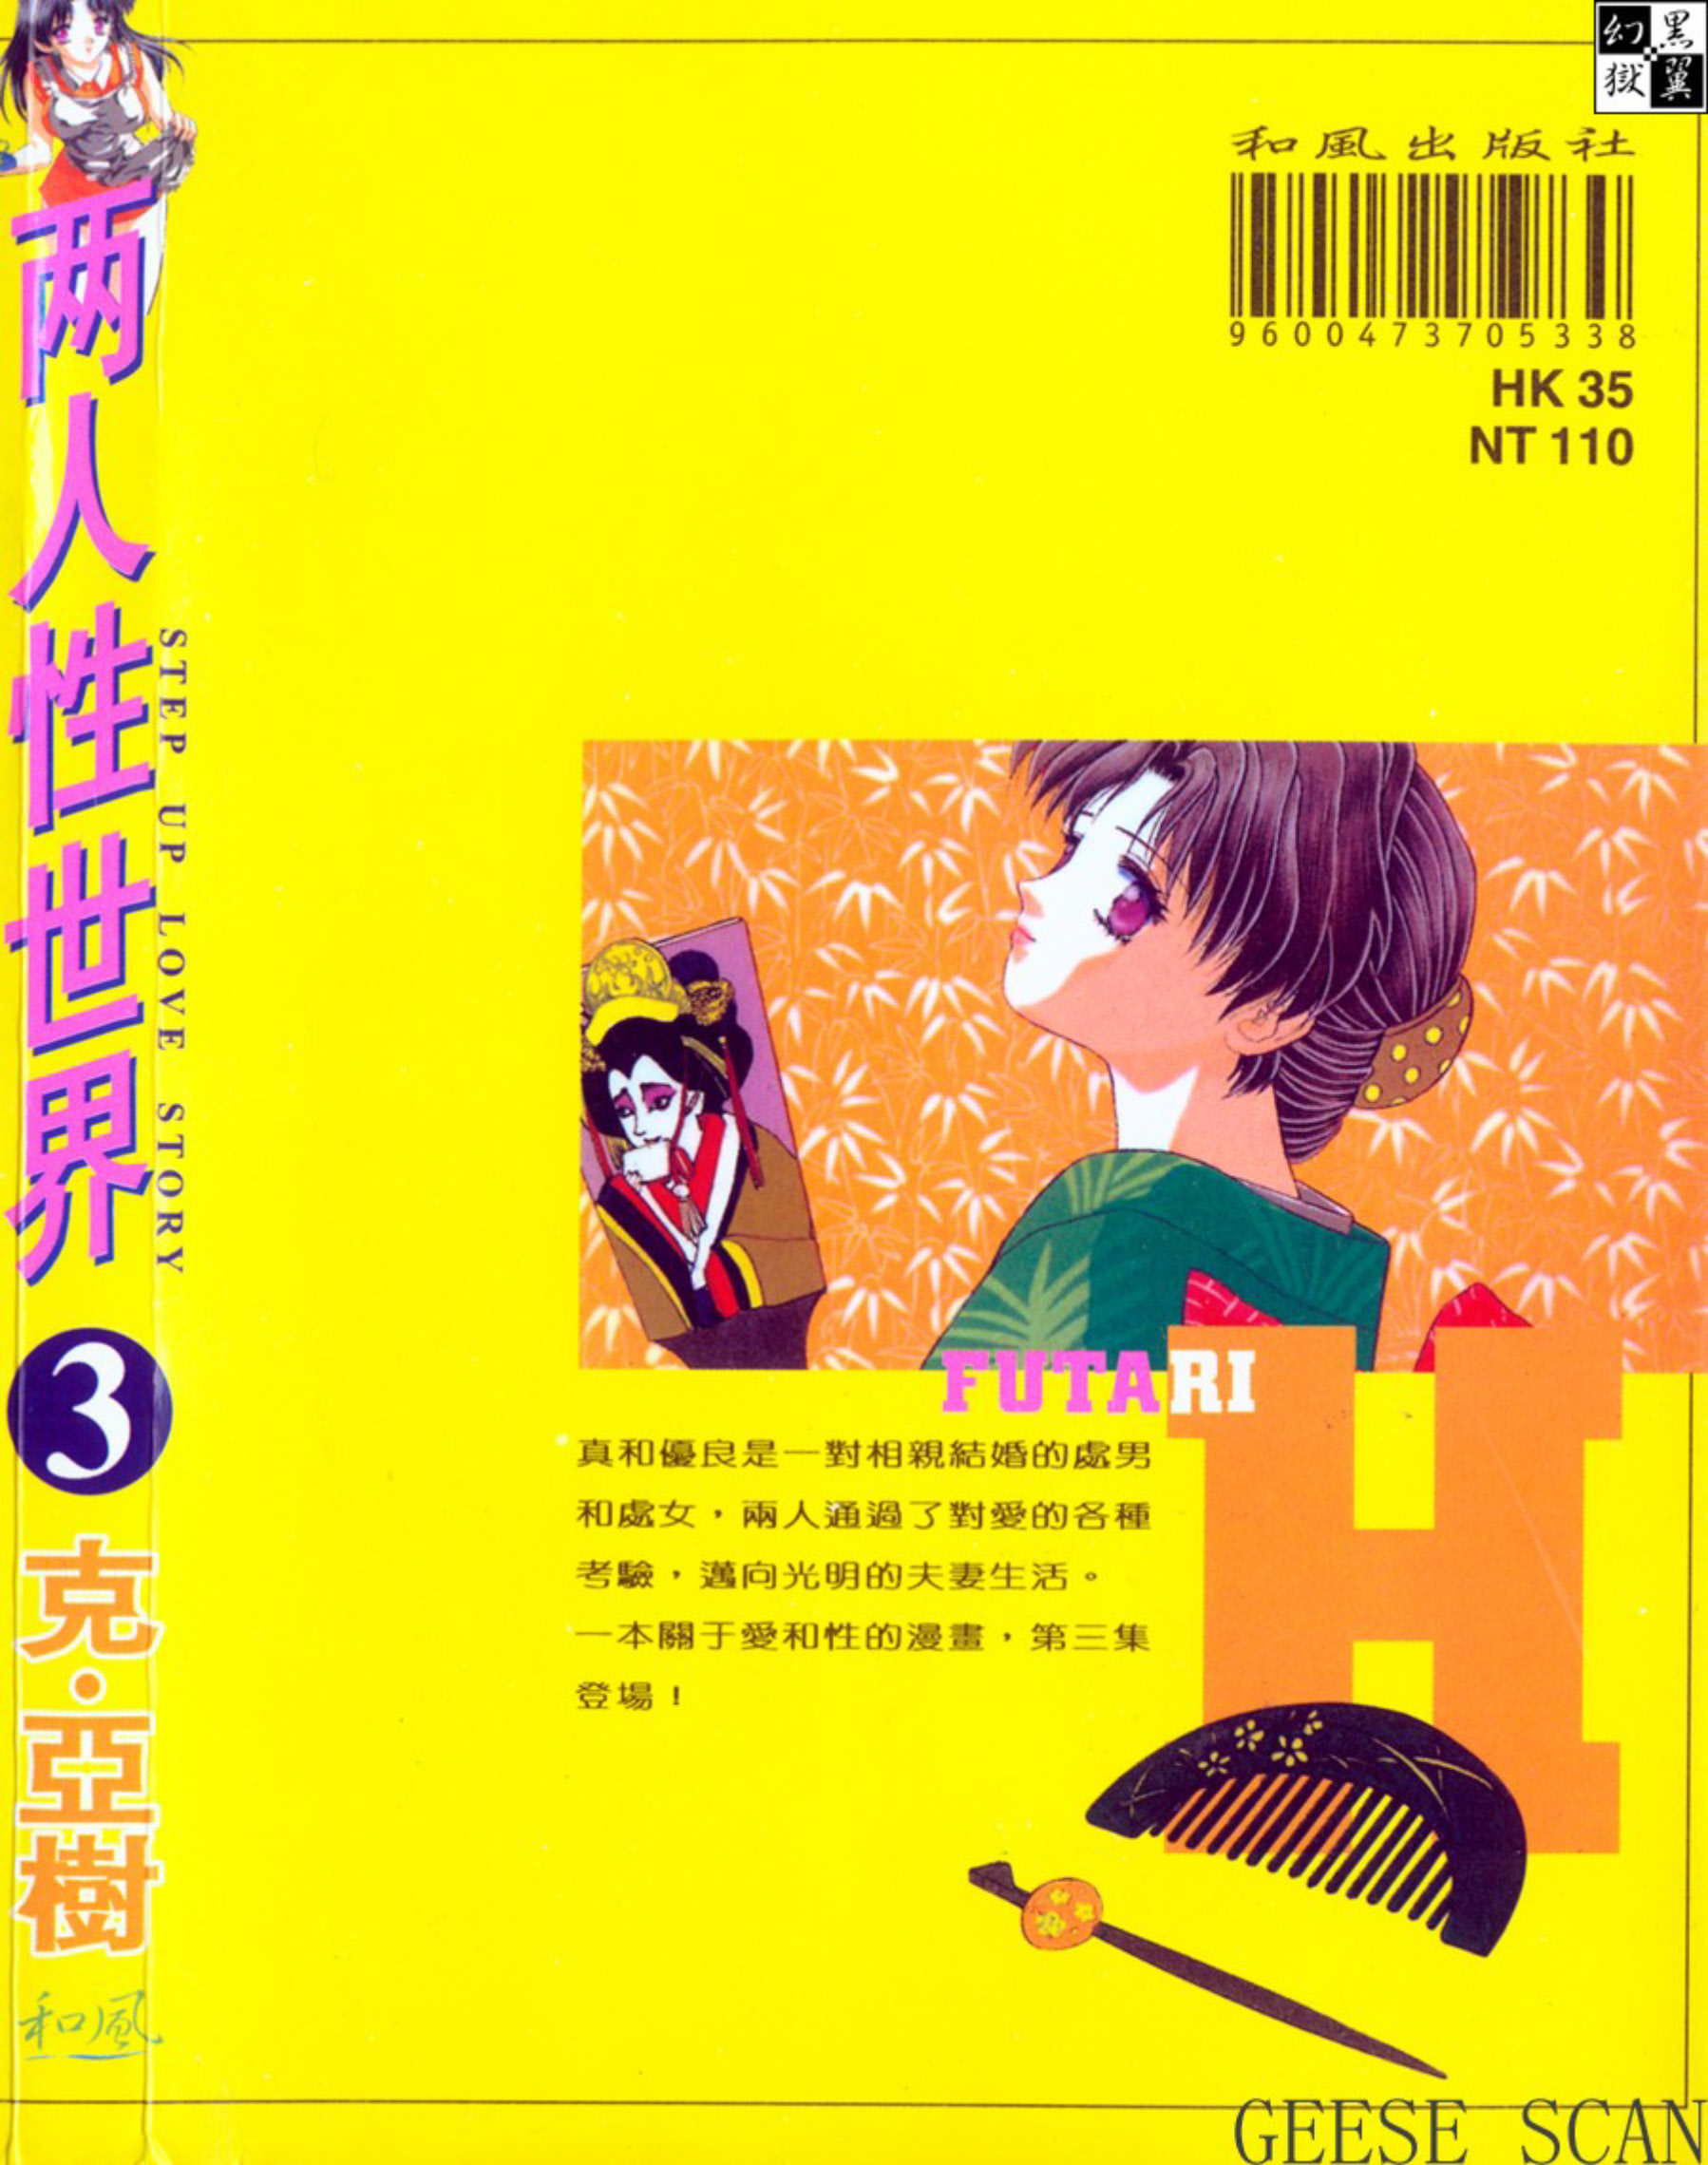 两人性世界
STEP UP LOVE STORY
3
克·亞樹
和風
幻黑
獄翼
和風出版社
9600473705338
HK 35
NT 110
FUTARI
H
真和優良是一對相親結婚的處男
和處女，兩人通過了對愛的各種
考驗，邁向光明的夫妻生活。
一本關于愛和性的漫畫，第三集
登場！
GEESE SCAN